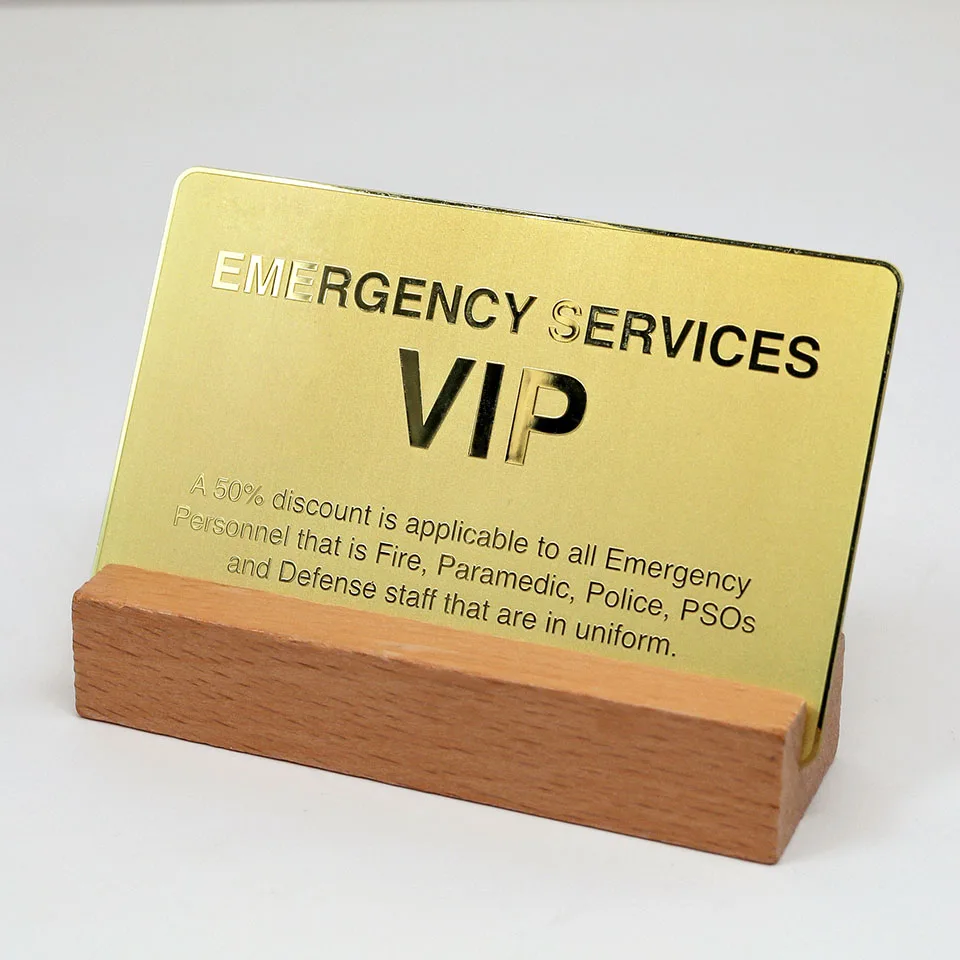 EMERGENCY SERVICES
VIP
A 50% discount is applicable to all Emergency
Personnel that is Fire, Paramedic, Police, PSOs
and Defense staff that are in uniform.